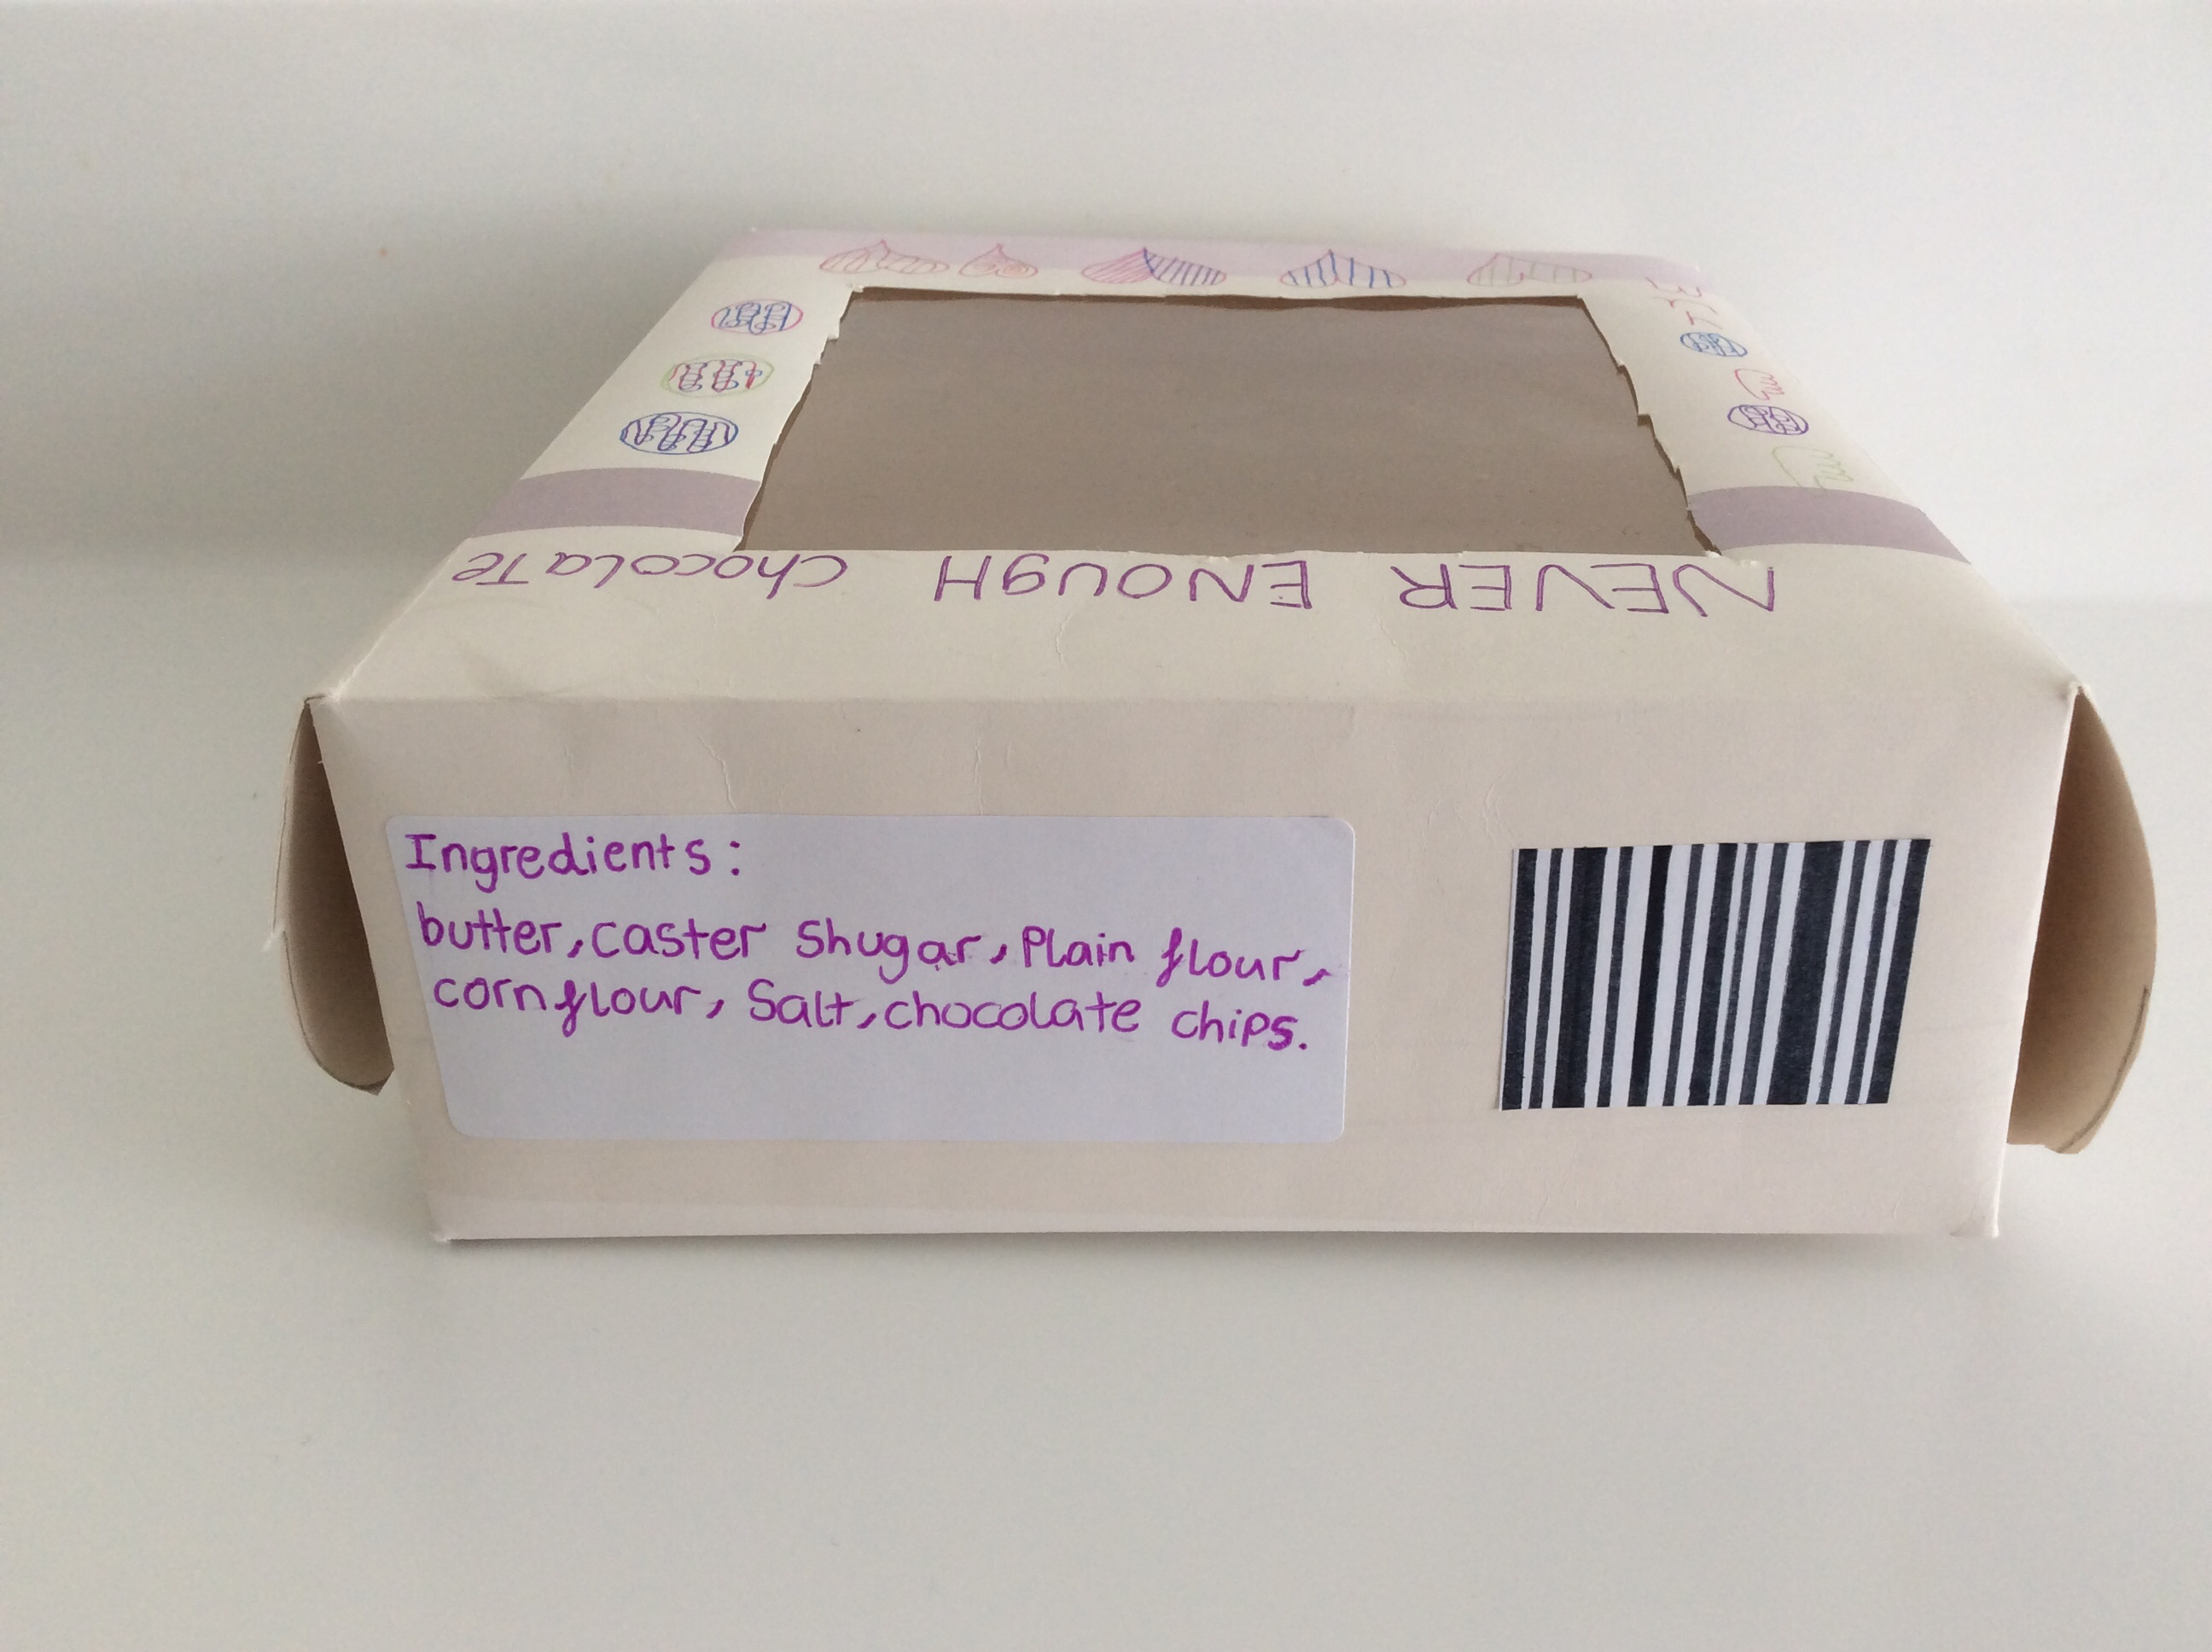 NEVER ENOUGH chocolaTe
Ingredients:
butter, caster Shugar, Plain flour,
cornflour, Salt, chocolate chips.